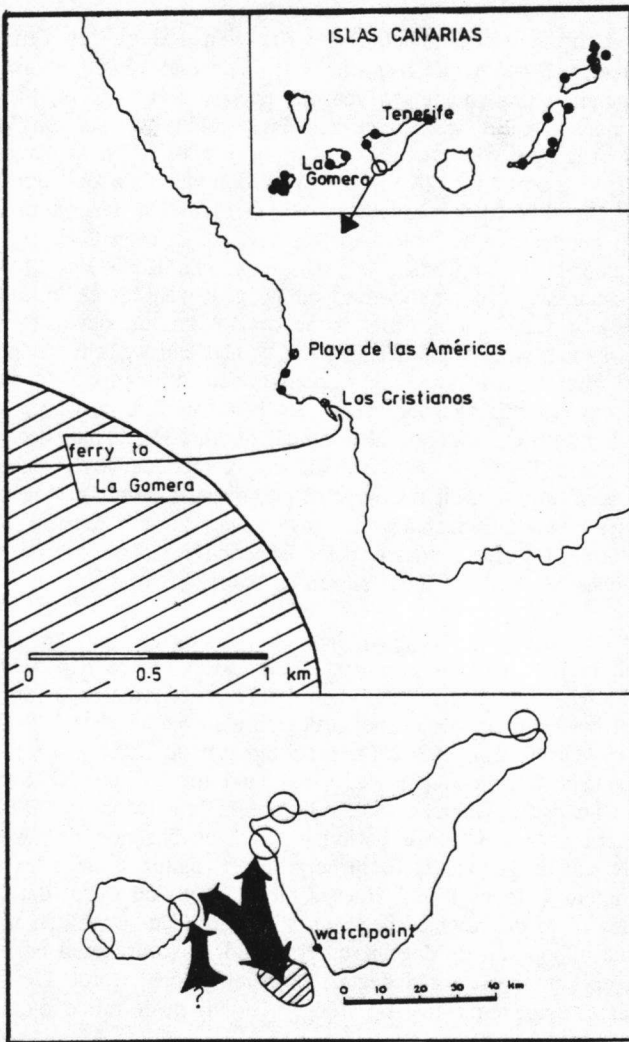 ISLAS CANARIAS
Tenerife
La
Gomera
Playa de las Américas
Los Cristianos
ferry to
La Gomera
0 0·5 1 km
watchpoint
?
km
0 10 20 30 40